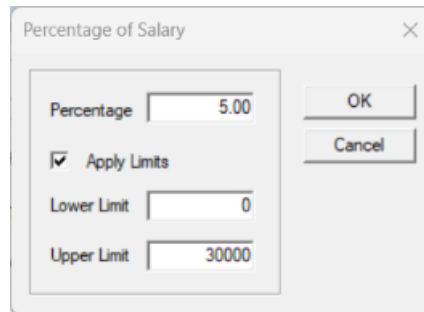 Percentage of Salary
Percentage 5.00
OK
Apply Limits
Cancel
Lower Limit 0
Upper Limit 30000